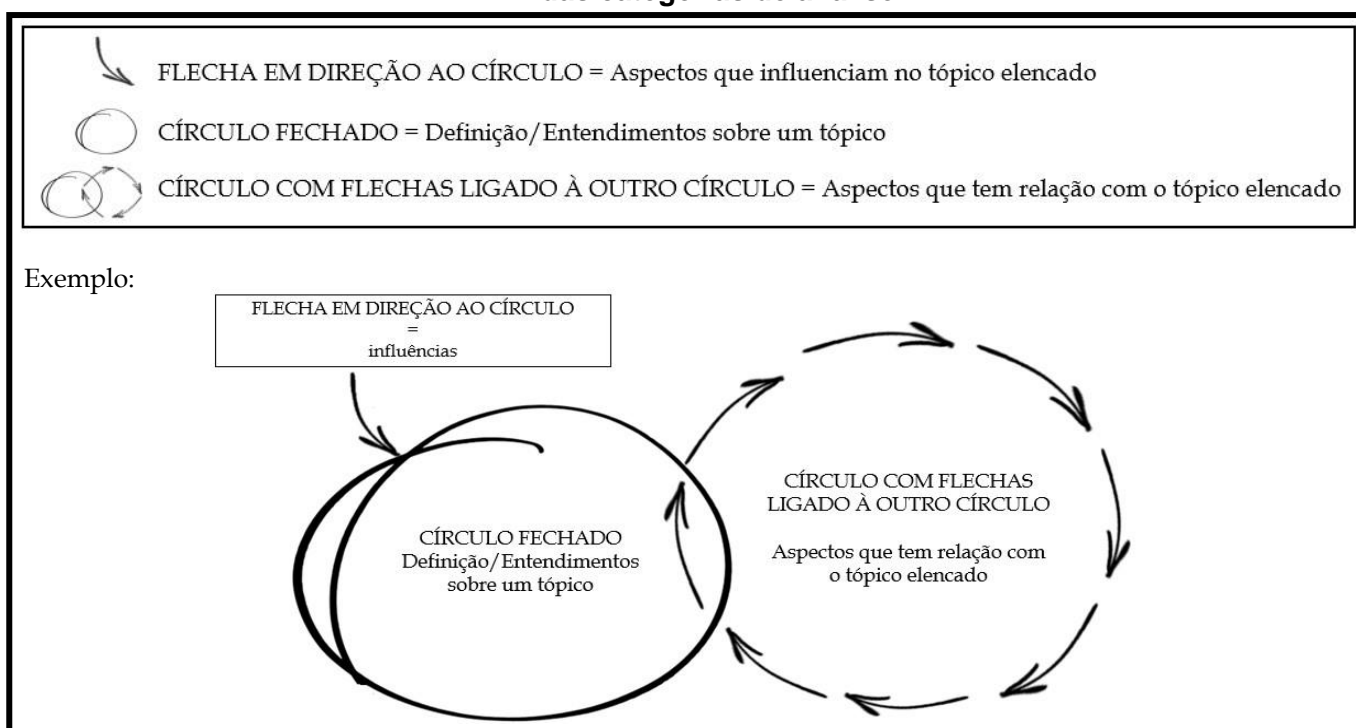 FLECHA EM DIREÇÃO AO CÍRCULO = Aspectos que influenciam no tópico elencado
CÍRCULO FECHADO = Definição/Entendimentos sobre um tópico
CÍRCULO COM FLECHAS LIGADO À OUTRO CÍRCULO = Aspectos que tem relação com o tópico elencado
Exemplo:
FLECHA EM DIREÇÃO AO CÍRCULO
=
influências
CÍRCULO FECHADO
Definição/Entendimentos
sobre um tópico
CÍRCULO COM FLECHAS
LIGADO À OUTRO CÍRCULO
Aspectos que tem relação com
o tópico elencado